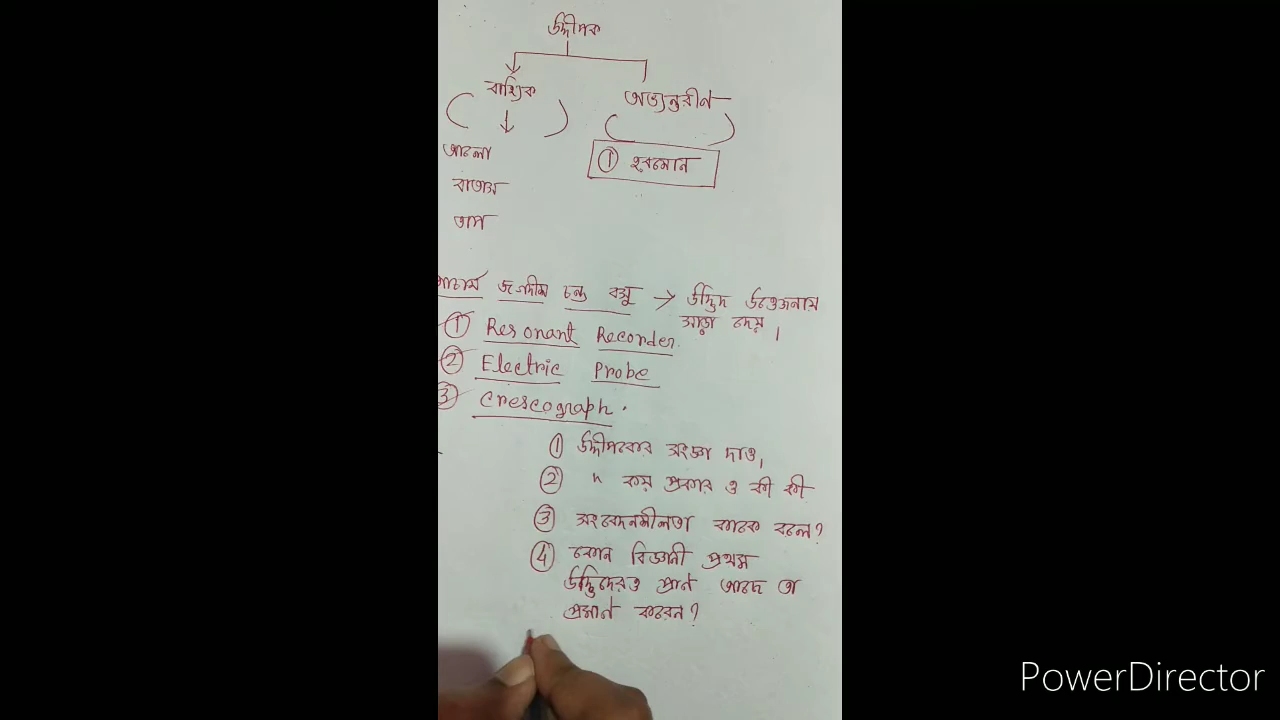 উদ্দীপক
বাহ্যিক অভ্যন্তরীণ
আলো
① হরমোন
বাতাস
তাপ
আচার্য জগদীশ চন্দ্র বসু → উদ্ভিদ উত্তেজনায়
সাড়া দেয়।
① Resonant Recorder.
② Electric Probe
③ Crescograph.
① উদ্দীপকের সংজ্ঞা দাও,
② " কয় প্রকার ও কী কী
③ সংবেদনশীলতা কাকে বলে?
④ কোন বিজ্ঞানী প্রথম
উদ্ভিদেরও প্রাণ আছে তা
প্রমাণ করেন?
PowerDirector